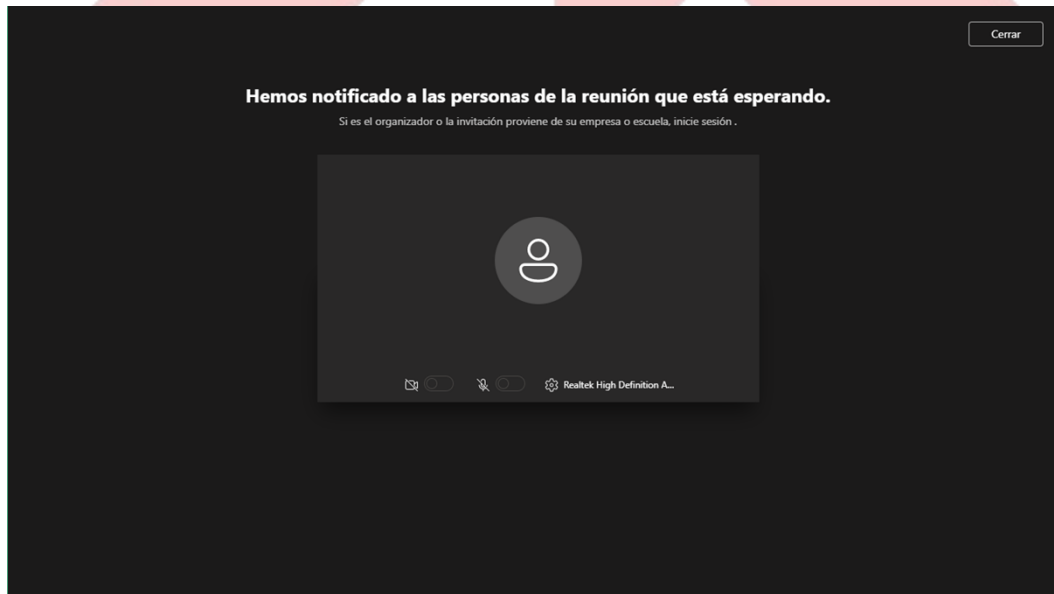 Cerrar
Hemos notificado a las personas de la reunión que está esperando.
Si es el organizador o la invitación proviene de su empresa o escuela, inicie sesión .
Realtek High Definition A...